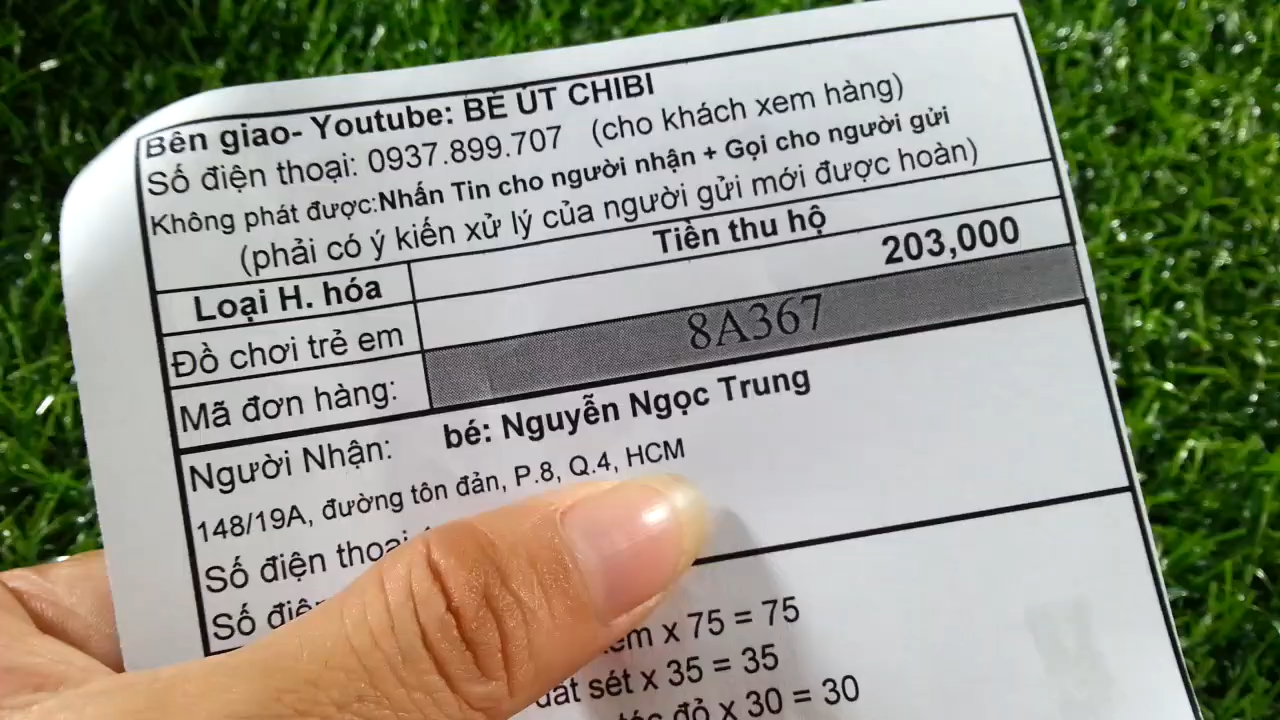 Bên giao- Youtube: BÉ ÚT CHIBI
Số điện thoại: 0937.899.707 (cho khách xem hàng)
Không phát được:Nhấn Tin cho người nhận + Gọi cho người gửi
(phải có ý kiến xử lý của người gửi mới được hoàn)
Loại H. hóa Tiền thu hộ
Đồ chơi trẻ em 203,000
Mã đơn hàng: 8A367
Người Nhận: bé: Nguyễn Ngọc Trung
148/19A, đường tôn đản, P.8, Q.4, HCM
Số điện thoại
Số
x 75 = 75
sét x 35 = 35
đỏ x 30 = 30